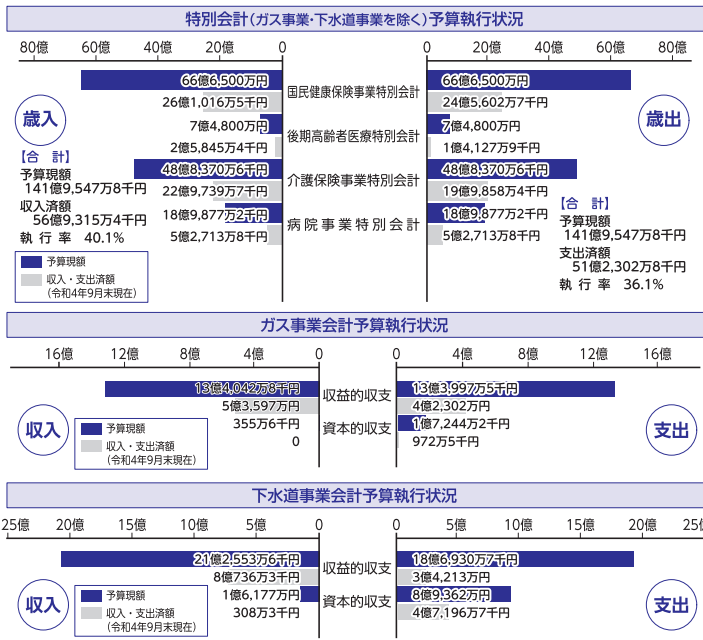 特別会計(ガス事業・下水道事業を除く)予算執行状況
80億 60億 40億 20億 0 0 20億 40億 60億 80億
歳入
歳出
66億6,500万円 国民健康保険事業特別会計 66億6,500万円
26億1,016万5千円 24億5,602万7千円
7億4,800万円 後期高齢者医療特別会計 7億4,800万円
2億5,845万4千円 1億4,127万9千円
48億8,370万6千円 介護保険事業特別会計 48億8,370万6千円
22億9,739万7千円 19億9,858万4千円
18億9,877万2千円 病院事業特別会計 18億9,877万2千円
5億2,713万8千円 5億2,713万8千円
【合 計】
予算現額
141億9,547万8千円
収入済額
56億9,315万4千円
執行率 40.1%
【合 計】
予算現額
141億9,547万8千円
支出済額
51億2,302万8千円
執行率 36.1%
予算現額
収入・支出済額
(令和4年9月末現在)
ガス事業会計予算執行状況
16億 12億 8億 4億 0 0 4億 8億 12億 16億
収入
支出
13億4,042万8千円 収益的収支 13億3,997万5千円
5億3,597万円 4億2,302万円
355万6千円 資本的収支 1億7,244万2千円
0 972万5千円
予算現額
収入・支出済額
(令和4年9月末現在)
下水道事業会計予算執行状況
25億 20億 15億 10億 5億 0 0 5億 10億 15億 20億 25億
収入
支出
21億2,553万6千円 収益的収支 18億6,930万7千円
8億736万3千円 3億4,213万円
1億6,177万円 資本的収支 8億9,362万円
308万3千円 4億7,196万7千円
予算現額
収入・支出済額
(令和4年9月末現在)